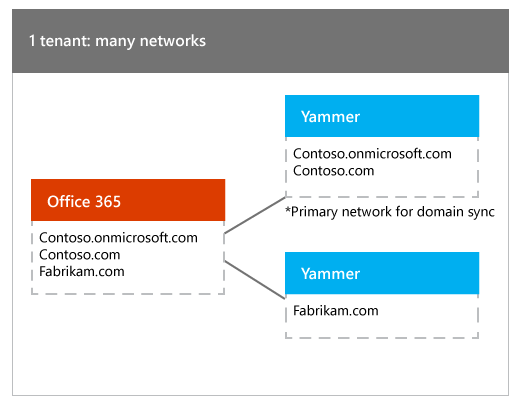 1 tenant: many networks
Yammer
Contoso.onmicrosoft.com
Contoso.com
*Primary network for domain sync
Office 365
Contoso.onmicrosoft.com
Contoso.com
Fabrikam.com
Yammer
Fabrikam.com